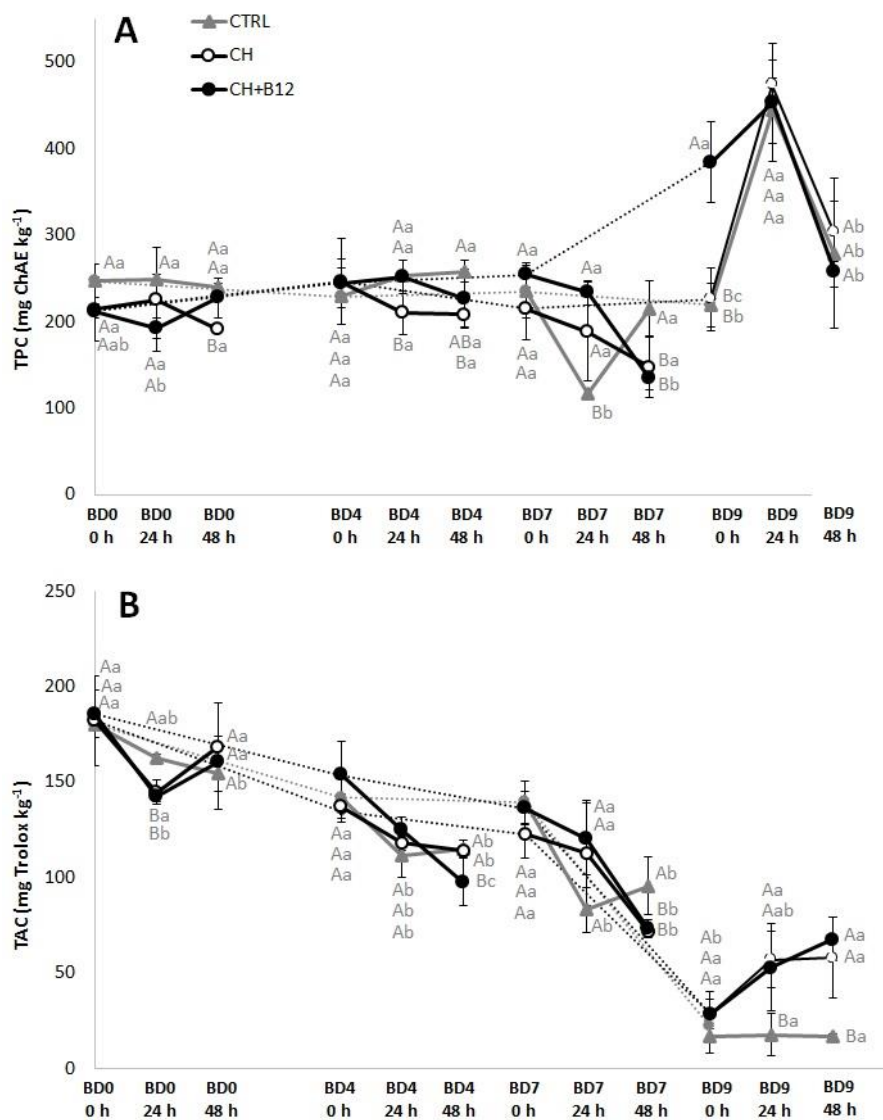 A
CTRL
CH
CH+B12
TPC (mg ChAE kg-1)
500
400
300
200
100
0
Aa
Aa
Aa
Aa
Aa
Aab
Aa
Ab
Ba
Aa
Aa
Aa
Aa
Aa
Aa
Ba
ABa
Ba
Aa
Aa
Aa
Aa
Bb
Aa
Ba
Bb
Aa
Bc
Bb
Aa
Aa
Aa
Ab
Ab
Ab
BD0 BD0 BD0 BD4 BD4 BD4 BD7 BD7 BD7 BD9 BD9 BD9
0 h 24 h 48 h 0 h 24 h 48 h 0 h 24 h 48 h 0 h 24 h 48 h
B
TAC (mg Trolox kg-1)
250
200
150
100
50
0
Aa
Aa
Aa
Aab
Ba
Bb
Aa
Aa
Ab
Aa
Aa
Aa
Ab
Ab
Ab
Ab
Ab
Bc
Aa
Aa
Aa
Aa
Aa
Ab
Ab
Bb
Bb
Ab
Aa
Aa
Aa
Aab
Ba
Aa
Aa
Ba
BD0 BD0 BD0 BD4 BD4 BD4 BD7 BD7 BD7 BD9 BD9 BD9
0 h 24 h 48 h 0 h 24 h 48 h 0 h 24 h 48 h 0 h 24 h 48 h